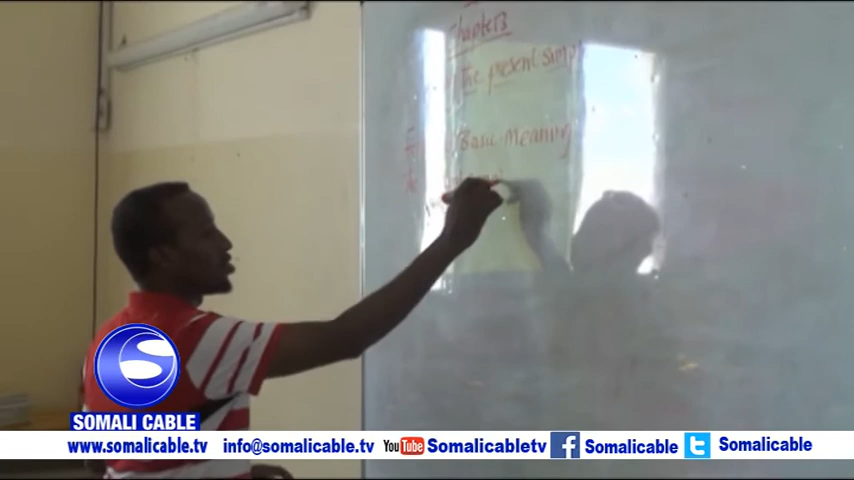 Chapter3
The present simp
Basic Meaning
S
SOMALI CABLE
www.somalicable.tv info@somalicable.tv YouTube Somalicabletv f Somalicable t Somalicable